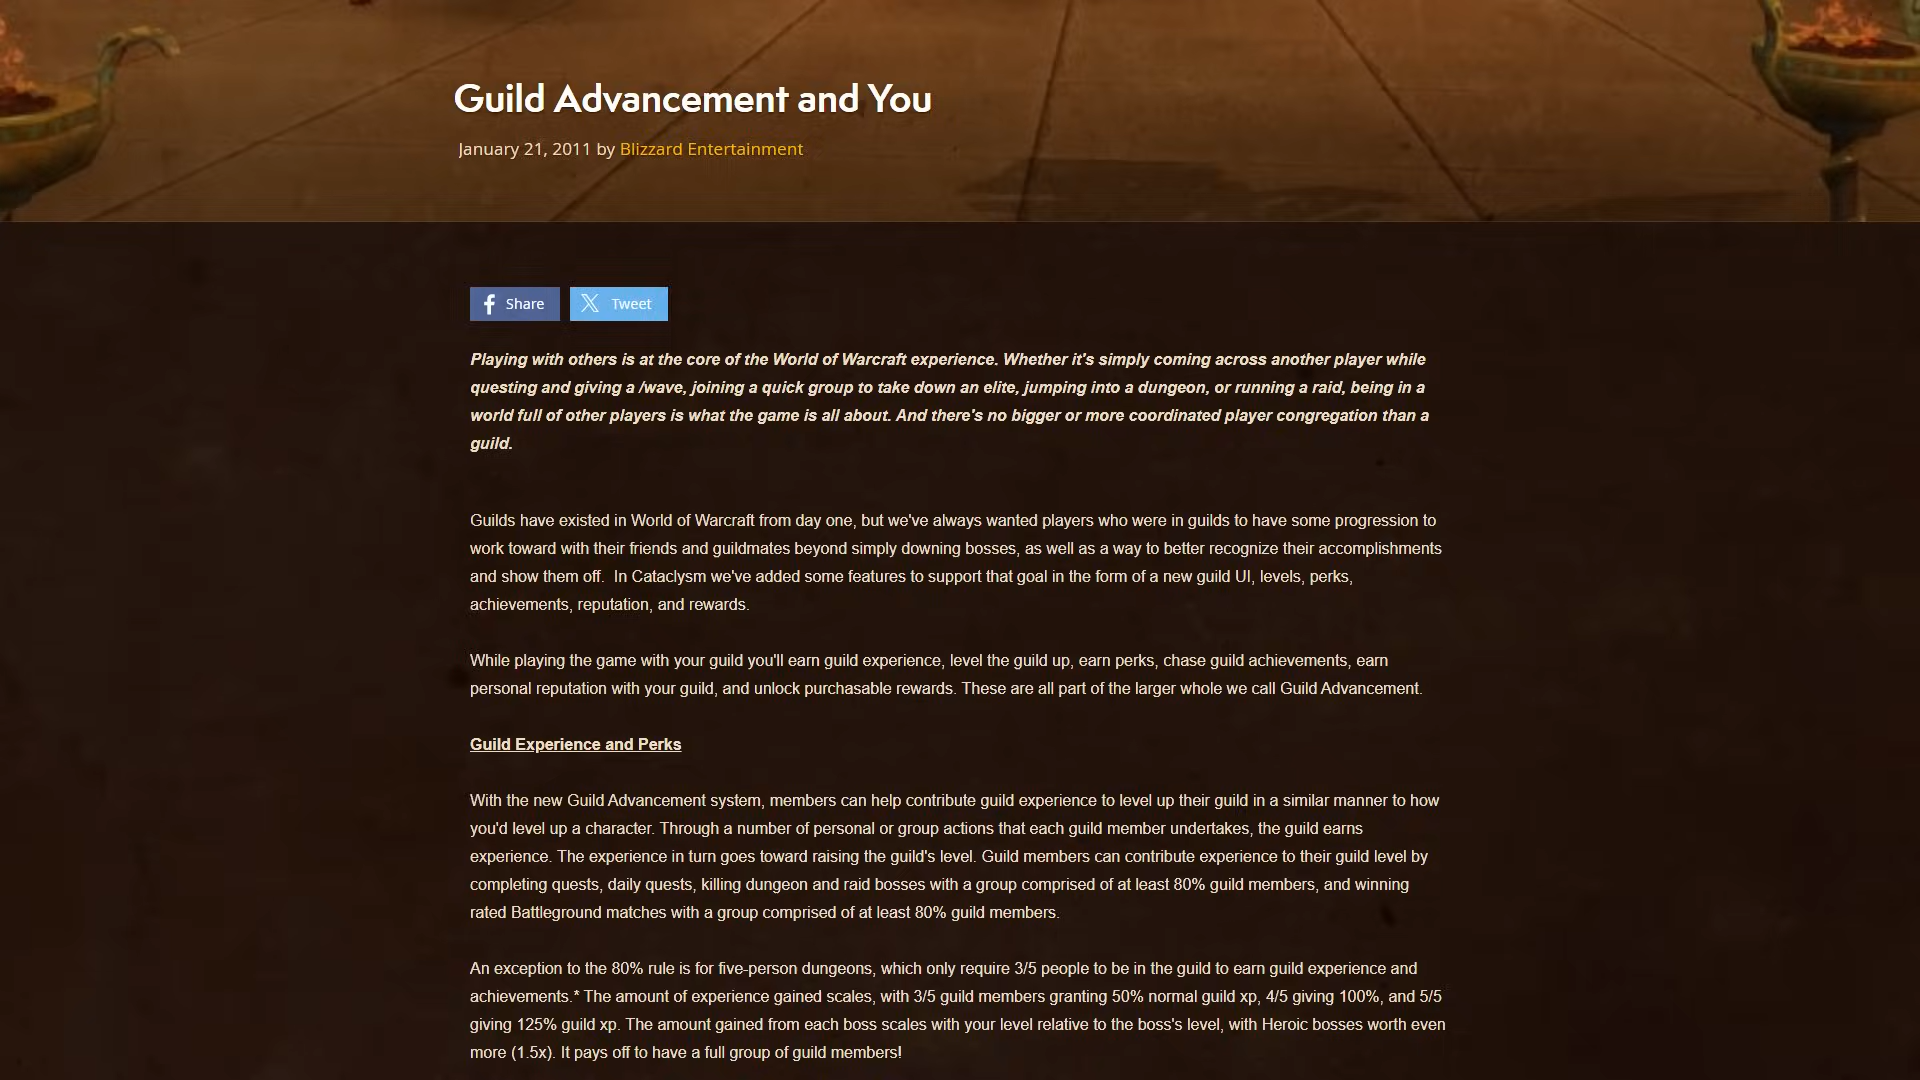 Guild Advancement and You
January 21, 2011 by Blizzard Entertainment
Share
Tweet
Playing with others is at the core of the World of Warcraft experience. Whether it's simply coming across another player while
questing and giving a /wave, joining a quick group to take down an elite, jumping into a dungeon, or running a raid, being in a
world full of other players is what the game is all about. And there's no bigger or more coordinated player congregation than a
guild.
Guilds have existed in World of Warcraft from day one, but we've always wanted players who were in guilds to have some progression to
work toward with their friends and guildmates beyond simply downing bosses, as well as a way to better recognize their accomplishments
and show them off.  In Cataclysm we've added some features to support that goal in the form of a new guild UI, levels, perks,
achievements, reputation, and rewards.
While playing the game with your guild you'll earn guild experience, level the guild up, earn perks, chase guild achievements, earn
personal reputation with your guild, and unlock purchasable rewards. These are all part of the larger whole we call Guild Advancement.
Guild Experience and Perks
With the new Guild Advancement system, members can help contribute guild experience to level up their guild in a similar manner to how
you'd level up a character. Through a number of personal or group actions that each guild member undertakes, the guild earns
experience. The experience in turn goes toward raising the guild's level. Guild members can contribute experience to their guild level by
completing quests, daily quests, killing dungeon and raid bosses with a group comprised of at least 80% guild members, and winning
rated Battleground matches with a group comprised of at least 80% guild members.
An exception to the 80% rule is for five-person dungeons, which only require 3/5 people to be in the guild to earn guild experience and
achievements.* The amount of experience gained scales, with 3/5 guild members granting 50% normal guild xp, 4/5 giving 100%, and 5/5
giving 125% guild xp. The amount gained from each boss scales with your level relative to the boss's level, with Heroic bosses worth even
more (1.5x). It pays off to have a full group of guild members!